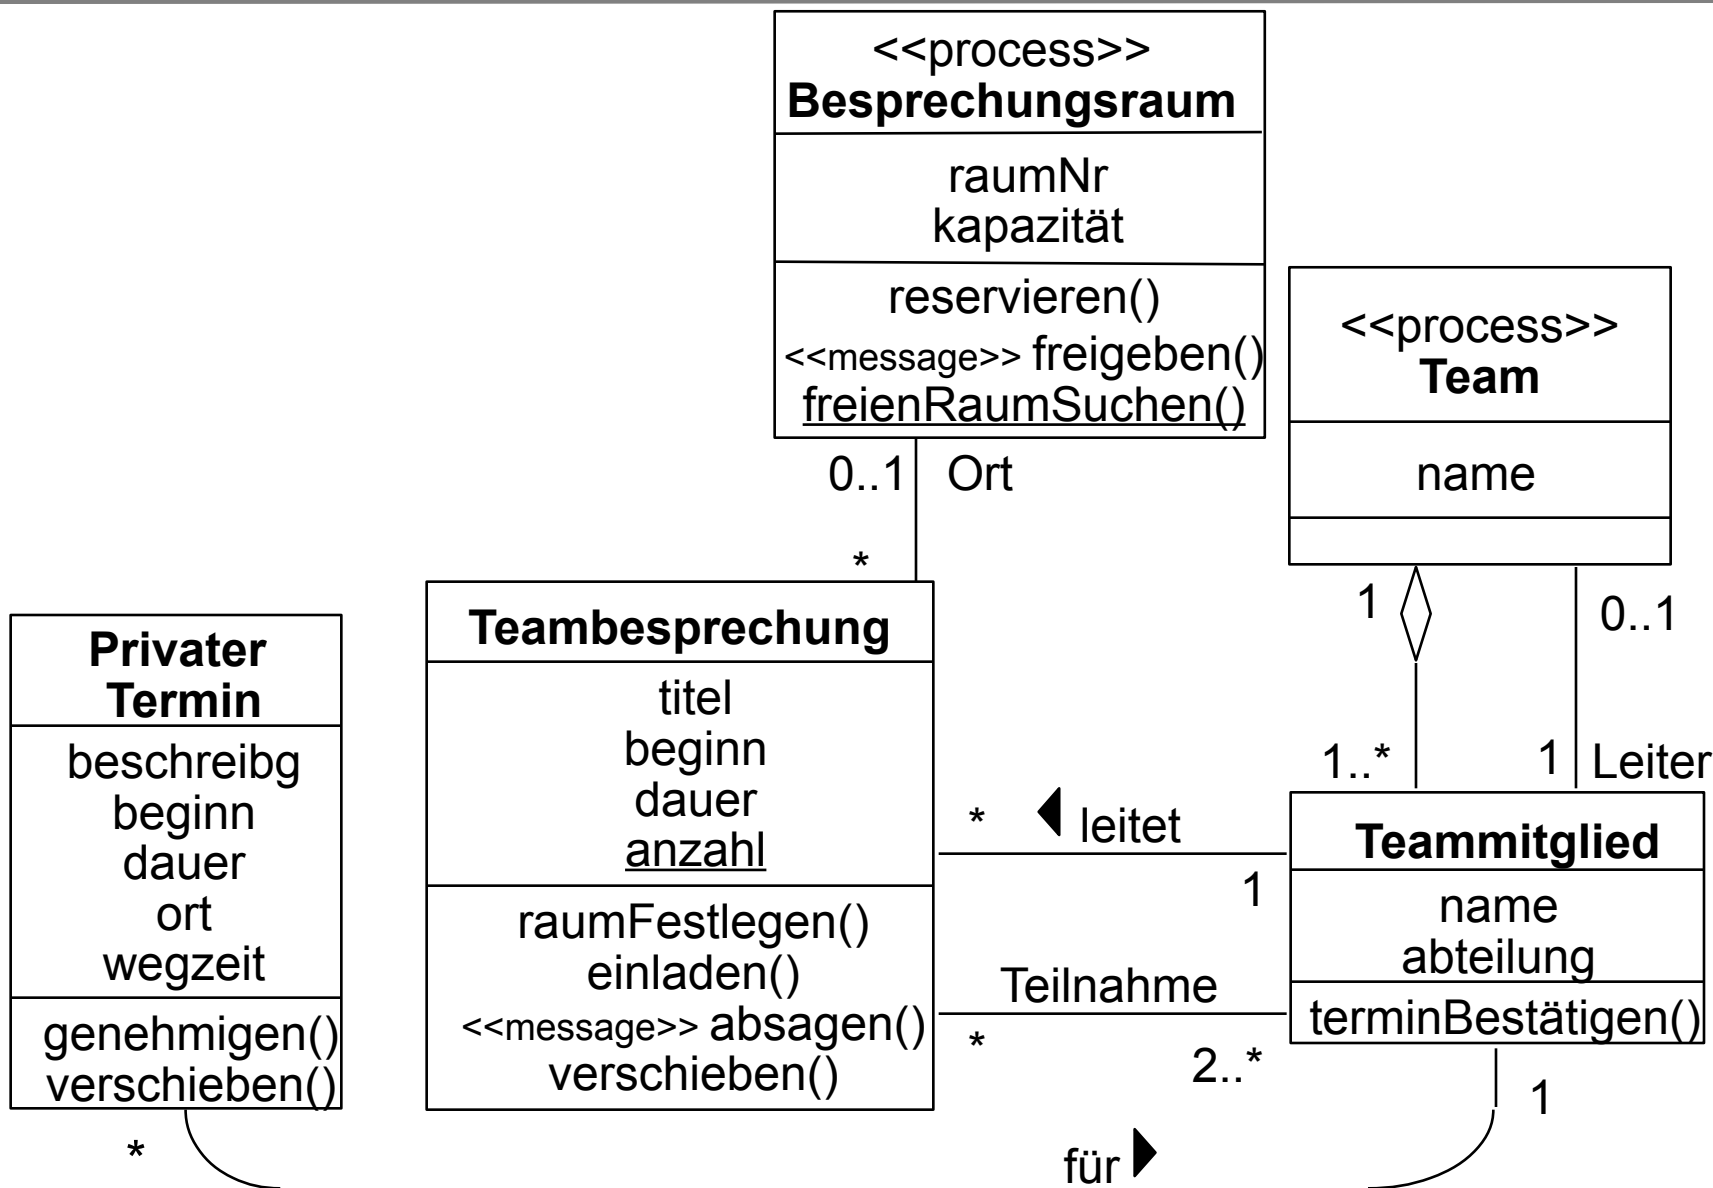 <<process>>
Besprechungsraum
raumNr
kapazität
reservieren()
<<message>> freigeben()
freienRaumSuchen()
<<process>>
Team
name
0..1 Ort
*
1
0..1
1..*
1 Leiter
Privater
Termin
beschreibg
beginn
dauer
ort
wegzeit
genehmigen()
verschieben()
*
Teambesprechung
titel
beginn
dauer
anzahl
raumFestlegen()
einladen()
<<message>> absagen()
verschieben()
* leitet
1
Teilnahme
*
2..*
Teammitglied
name
abteilung
terminBestätigen()
1
für